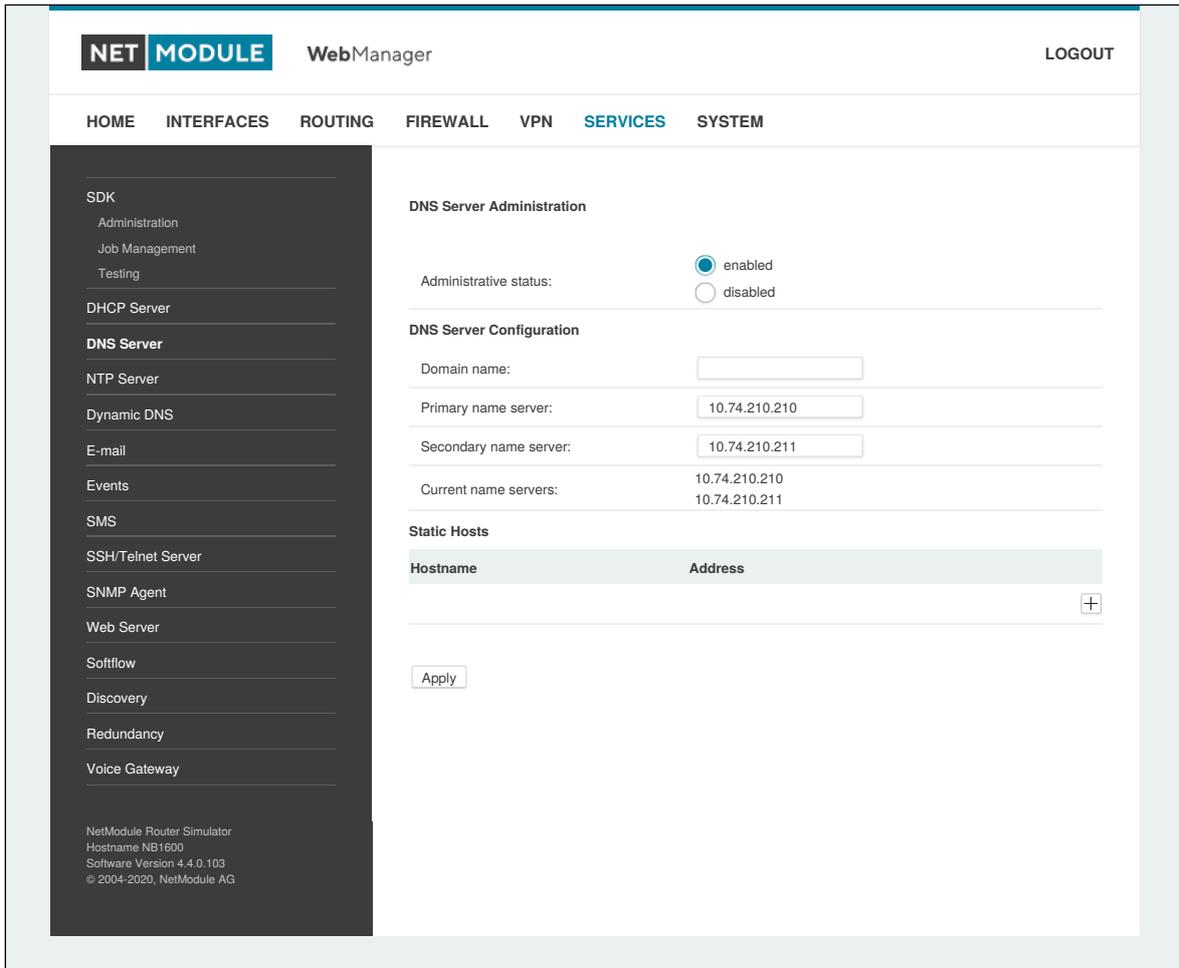 NET MODULE WebManager LOGOUT
HOME INTERFACES ROUTING FIREWALL VPN SERVICES SYSTEM
SDK
Administration
Job Management
Testing
DHCP Server
DNS Server
NTP Server
Dynamic DNS
E-mail
Events
SMS
SSH/Telnet Server
SNMP Agent
Web Server
Softflow
Discovery
Redundancy
Voice Gateway
NetModule Router Simulator
Hostname NB1600
Software Version 4.4.0.103
© 2004-2020, NetModule AG
DNS Server Administration
Administrative status:
enabled
disabled
DNS Server Configuration
Domain name:
Primary name server: 10.74.210.210
Secondary name server: 10.74.210.211
Current name servers:
10.74.210.210
10.74.210.211
Static Hosts
Hostname Address
Apply